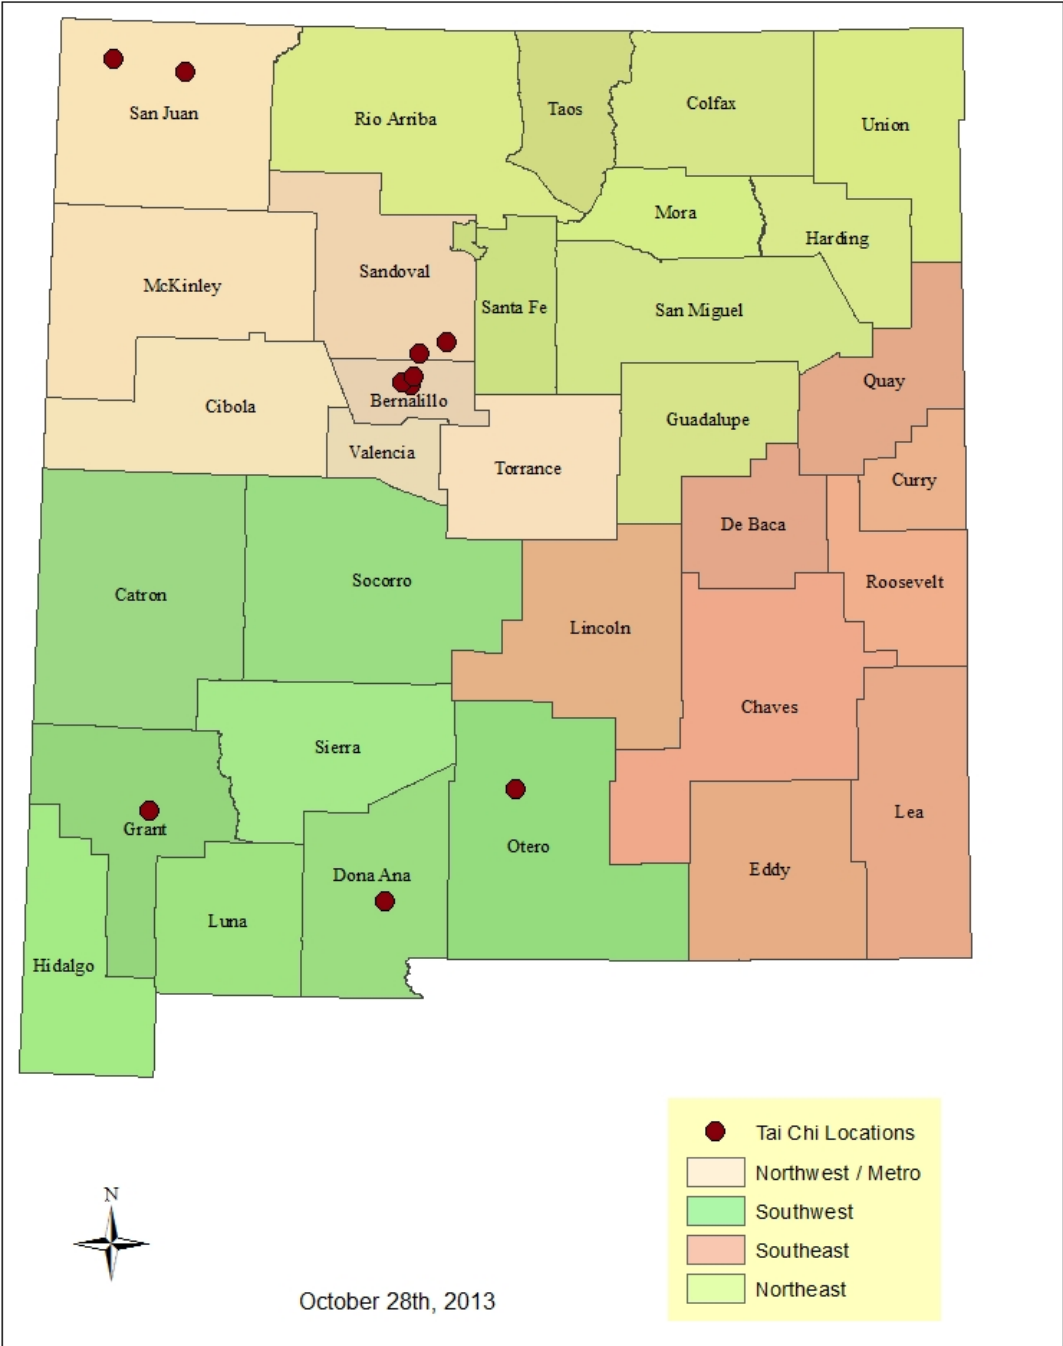 San Juan
Rio Arriba
Taos
Colfax
Union
Mora
Harding
McKinley
Sandoval
Santa Fe
San Miguel
Quay
Cibola
Bernalillo
Guadalupe
Valencia
Torrance
Curry
De Baca
Catron
Socorro
Roosevelt
Lincoln
Chaves
Sierra
Grant
Otero
Lea
Dona Ana
Eddy
Luna
Hidalgo
Tai Chi Locations
Northwest / Metro
Southwest
Southeast
Northeast
N
October 28th, 2013